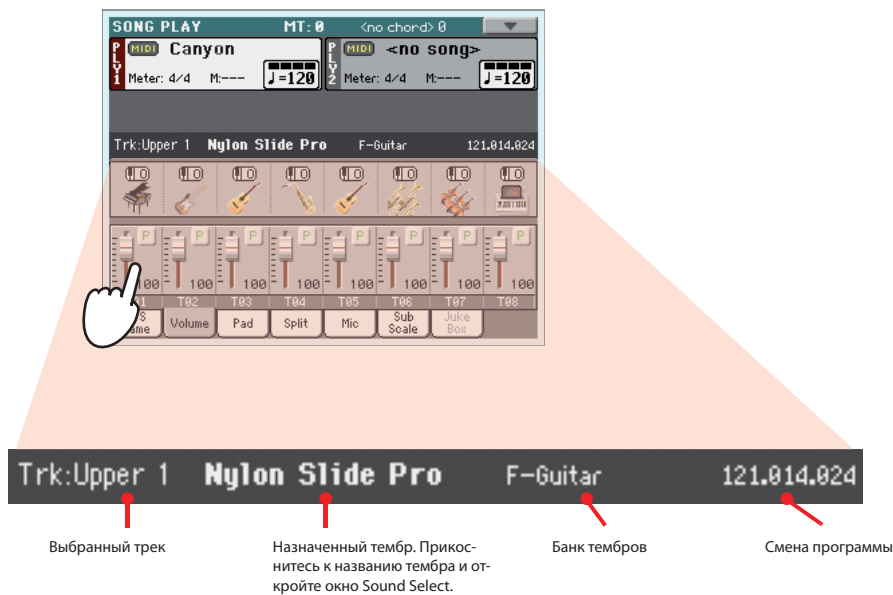 SONG PLAY MT: 0 <no chord> 0
PLY1 MIDI Canyon PLY2 MIDI <no song>
Meter: 4/4 M:--- ♩=120 Meter: 4/4 M:--- ♩=120
Trk:Upper 1 Nylon Slide Pro F-Guitar 121.014.024
P P P P P P P P
100 100 100 100 100 100 100 100
T02 T03 T04 T05 T06 T07 T08
Volume Pad Split Mic Sub Scale Juke Box
Trk:Upper 1 Nylon Slide Pro F-Guitar 121.014.024
Выбранный трек
Назначенный тембр. Прикос-
нитесь к названию тембра и от-
кройте окно Sound Select.
Банк тембров
Смена программы